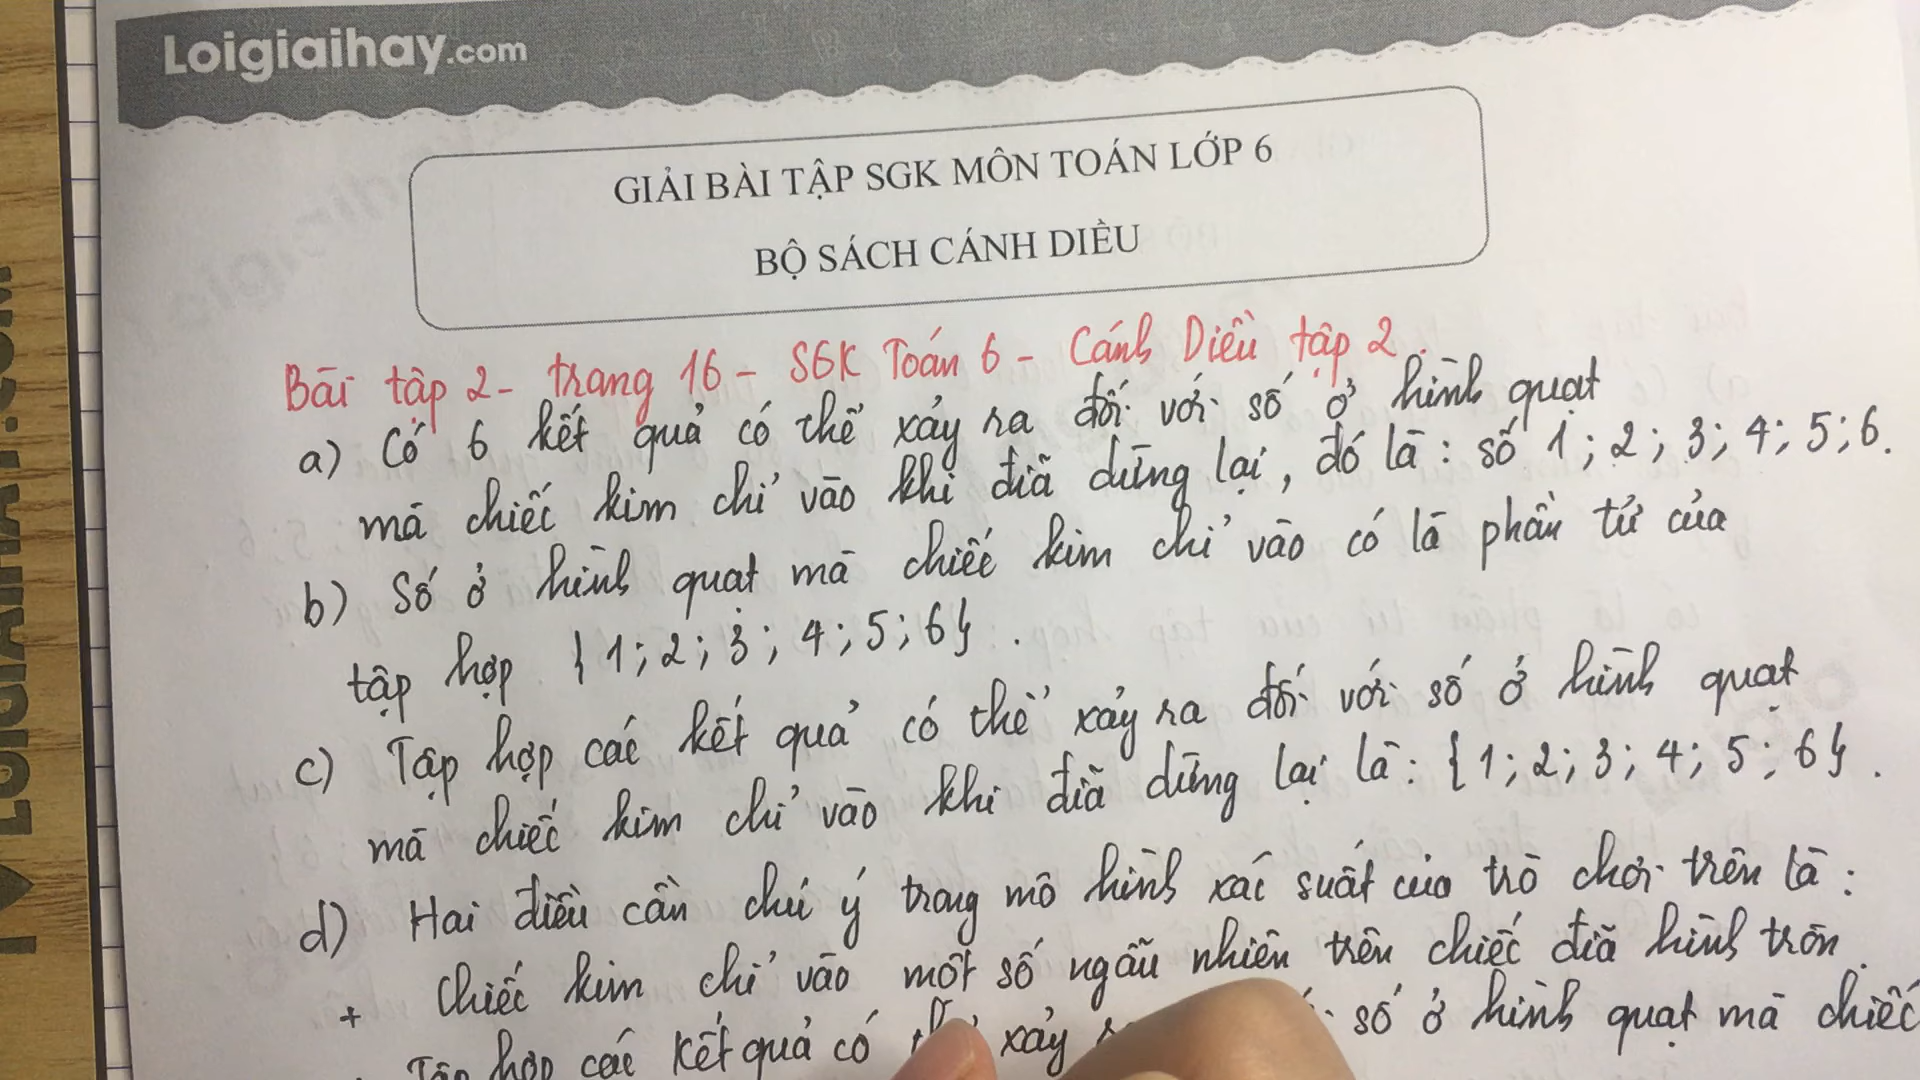 Loigiaihay.com
GIẢI BÀI TẬP SGK MÔN TOÁN LỚP 6
BỘ SÁCH CÁNH DIỀU
Bài tập 2 - trang 16 - SGK Toán 6 - Cánh Diều tập 2.
a) Có 6 kết quả có thể xảy ra đối với số ở hình quạt
mà chiếc kim chỉ vào khi đĩa dừng lại, đó là: số 1; 2; 3; 4; 5; 6.
b) Số ở hình quạt mà chiếc kim chỉ vào có là phần tử của
tập hợp {1; 2; 3; 4; 5; 6}.
c) Tập hợp các kết quả có thể xảy ra đối với số ở hình quạt
mà chiếc kim chỉ vào khi đĩa dừng lại là: {1; 2; 3; 4; 5; 6}.
d) Hai điều cần chú ý trong mô hình xác suất của trò chơi trên là:
+ Chiếc kim chỉ vào một số ngẫu nhiên trên chiếc đĩa hình tròn.
Tập hợp các kết quả có xảy số ở hình quạt mà chiếc
LOIGIAIHAY.COM